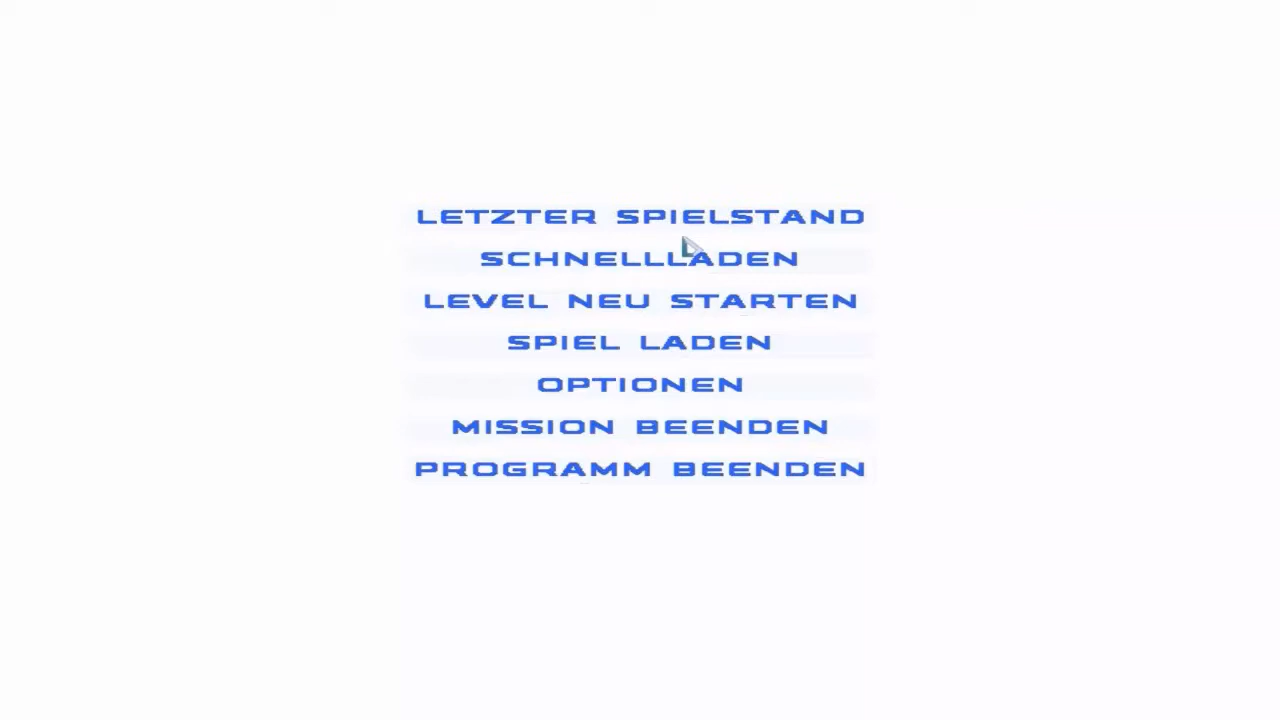 LETZTER SPIELSTAND
SCHNELLLADEN
LEVEL NEU STARTEN
SPIEL LADEN
OPTIONEN
MISSION BEENDEN
PROGRAMM BEENDEN